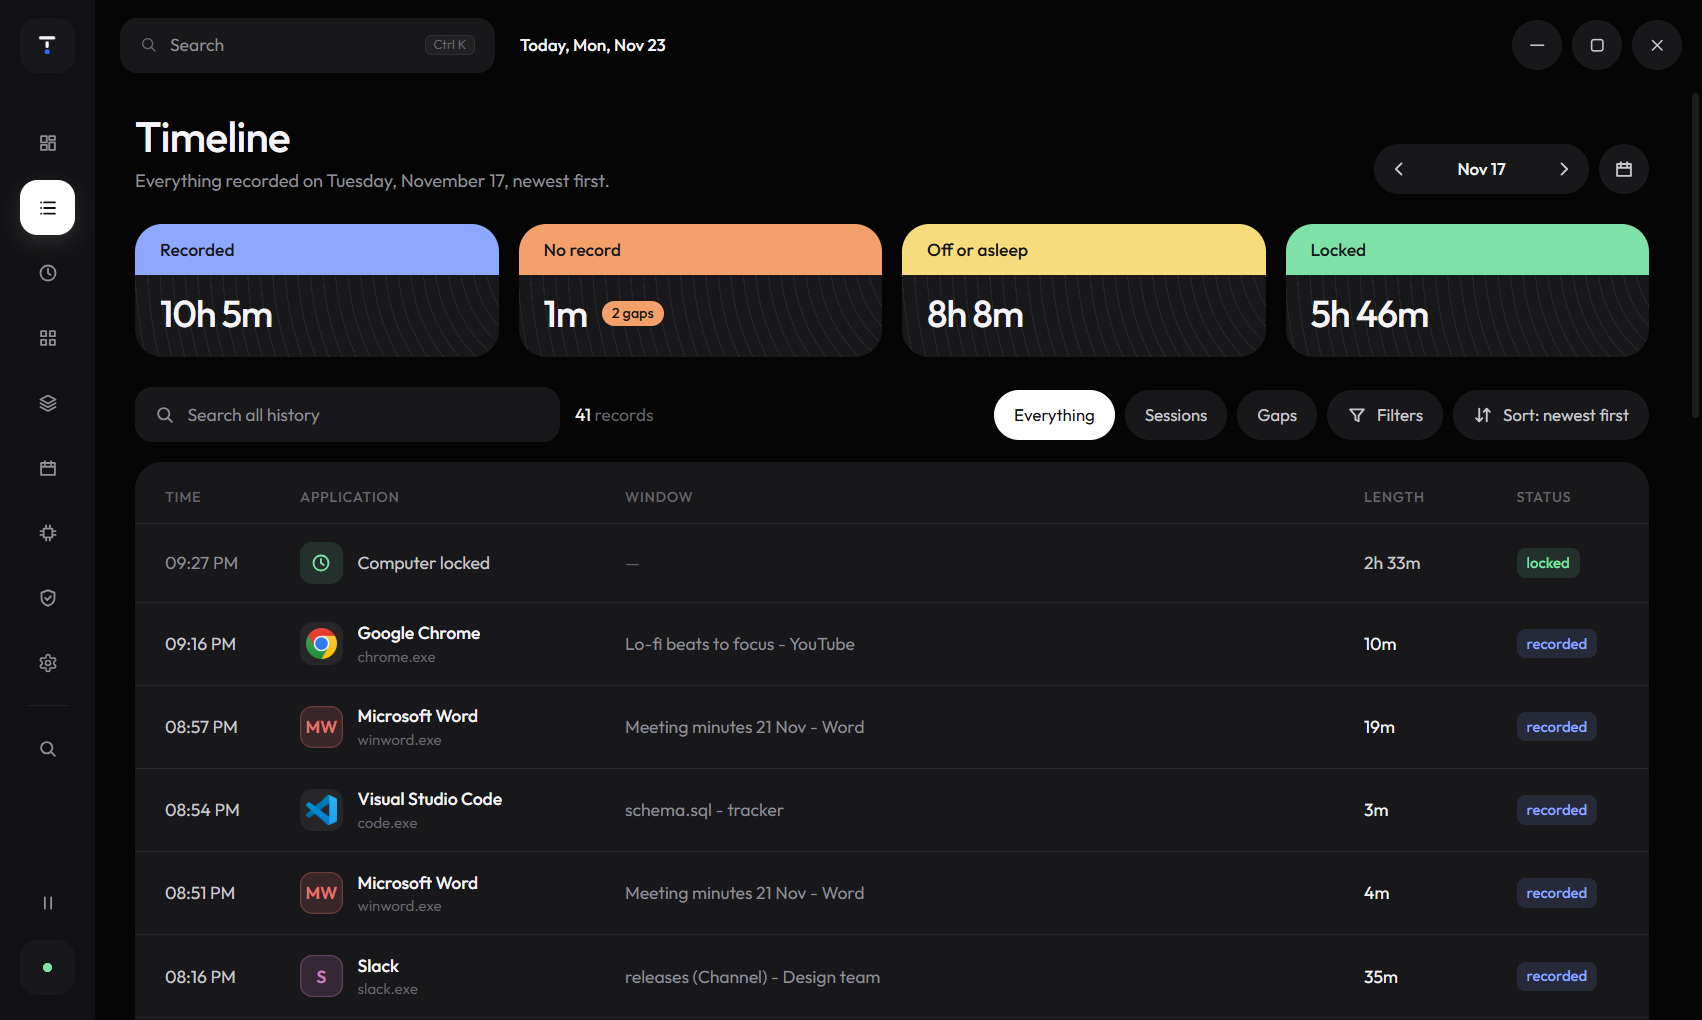 Search Ctrl K Today, Mon, Nov 23
Timeline
Everything recorded on Tuesday, November 17, newest first.
Nov 17
Recorded No record Off or asleep Locked
10h 5m 1m 2 gaps 8h 8m 5h 46m
Search all history 41 records Everything Sessions Gaps Filters Sort: newest first
TIME APPLICATION WINDOW LENGTH STATUS
09:27 PM Computer locked — 2h 33m locked
09:16 PM Google Chrome Lo-fi beats to focus - YouTube 10m recorded
chrome.exe
08:57 PM MW Microsoft Word Meeting minutes 21 Nov - Word 19m recorded
winword.exe
08:54 PM Visual Studio Code schema.sql - tracker 3m recorded
code.exe
08:51 PM MW Microsoft Word Meeting minutes 21 Nov - Word 4m recorded
winword.exe
08:16 PM S Slack releases (Channel) - Design team 35m recorded
slack.exe